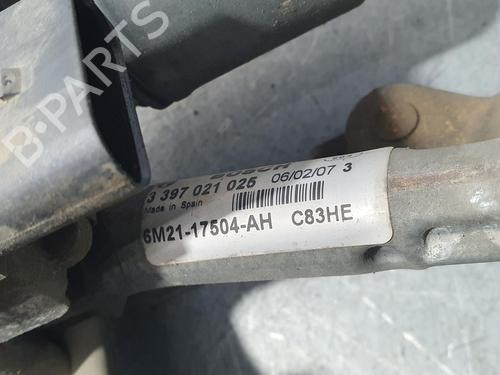 B-PARTS
BOSCH
3 397 021 025 06/02/07 3
Made in Spain
6M21-17504-AH C83HE